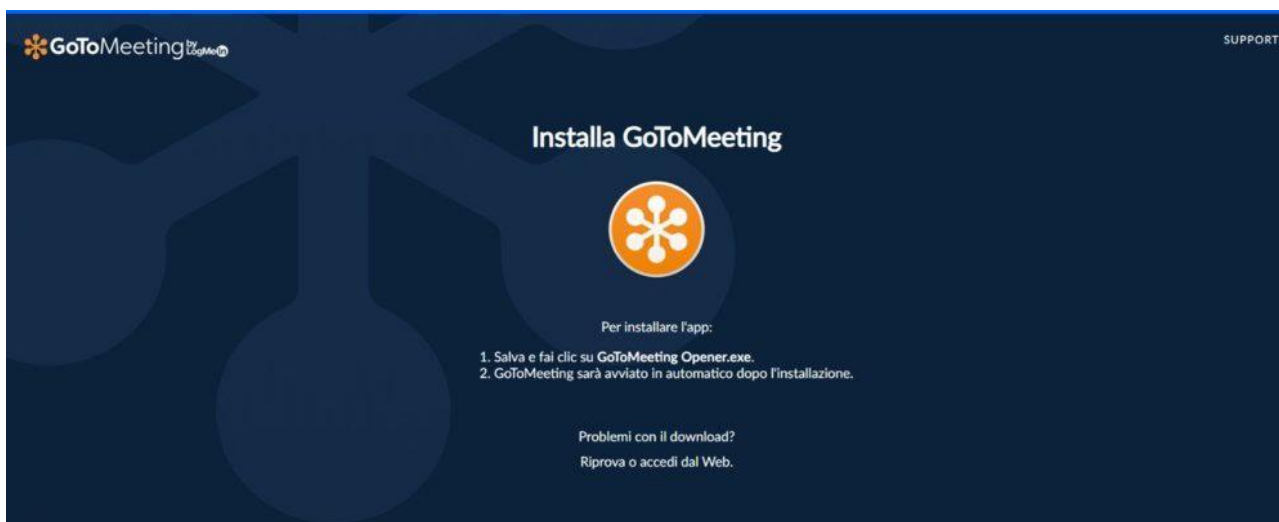 GoToMeeting by LogMeIn
SUPPORT
Installa GoToMeeting
Per installare l'app:
1. Salva e fai clic su GoToMeeting Opener.exe.
2. GoToMeeting sarà avviato in automatico dopo l'installazione.
Problemi con il download?
Riprova o accedi dal Web.